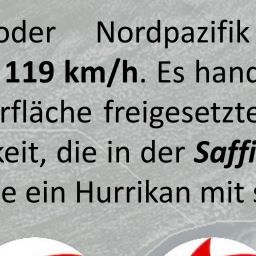 oder Nordpazifik
119 km/h. Es hand
rfläche freigesetzte
keit, die in der Saffi
e ein Hurrikan mit s